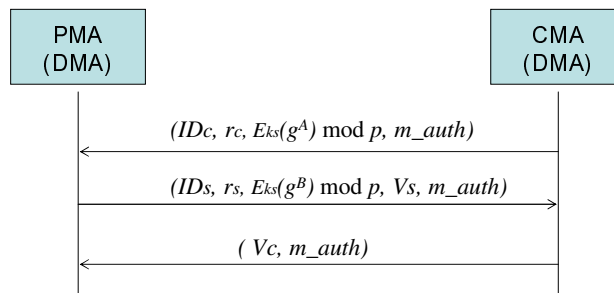 PMA
(DMA)
CMA
(DMA)
(IDc, rc, Eks(g^A) mod p, m_auth)
(IDs, rs, Eks(g^B) mod p, Vs, m_auth)
( Vc, m_auth)